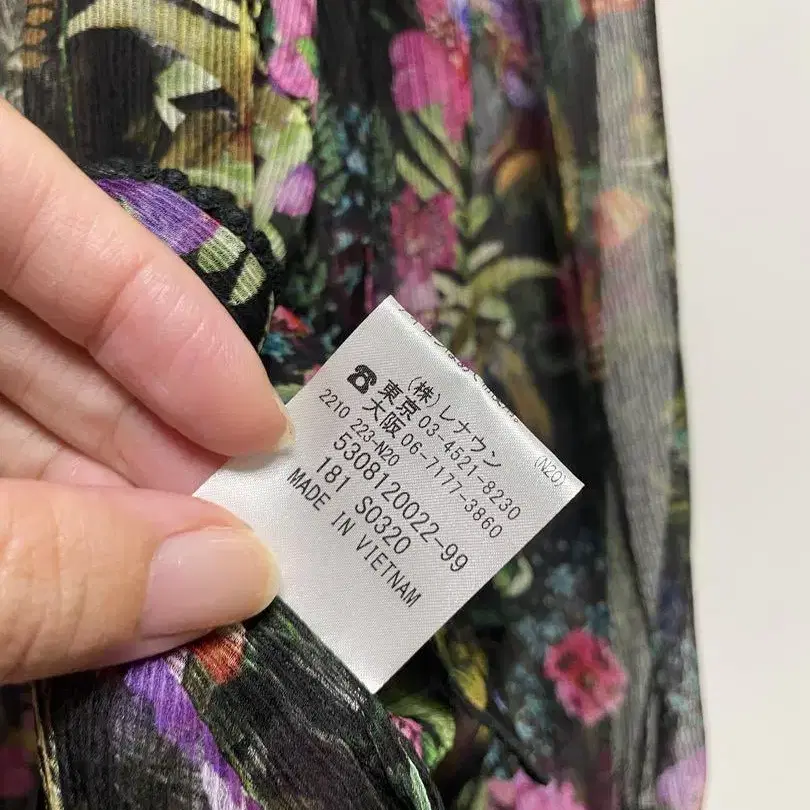 (株)レナウン (N20)
☎ 東京 03-4521-8230
大阪 06-7177-3860
2210 223-N20
5308120022-99
181 S0320
MADE IN VIETNAM